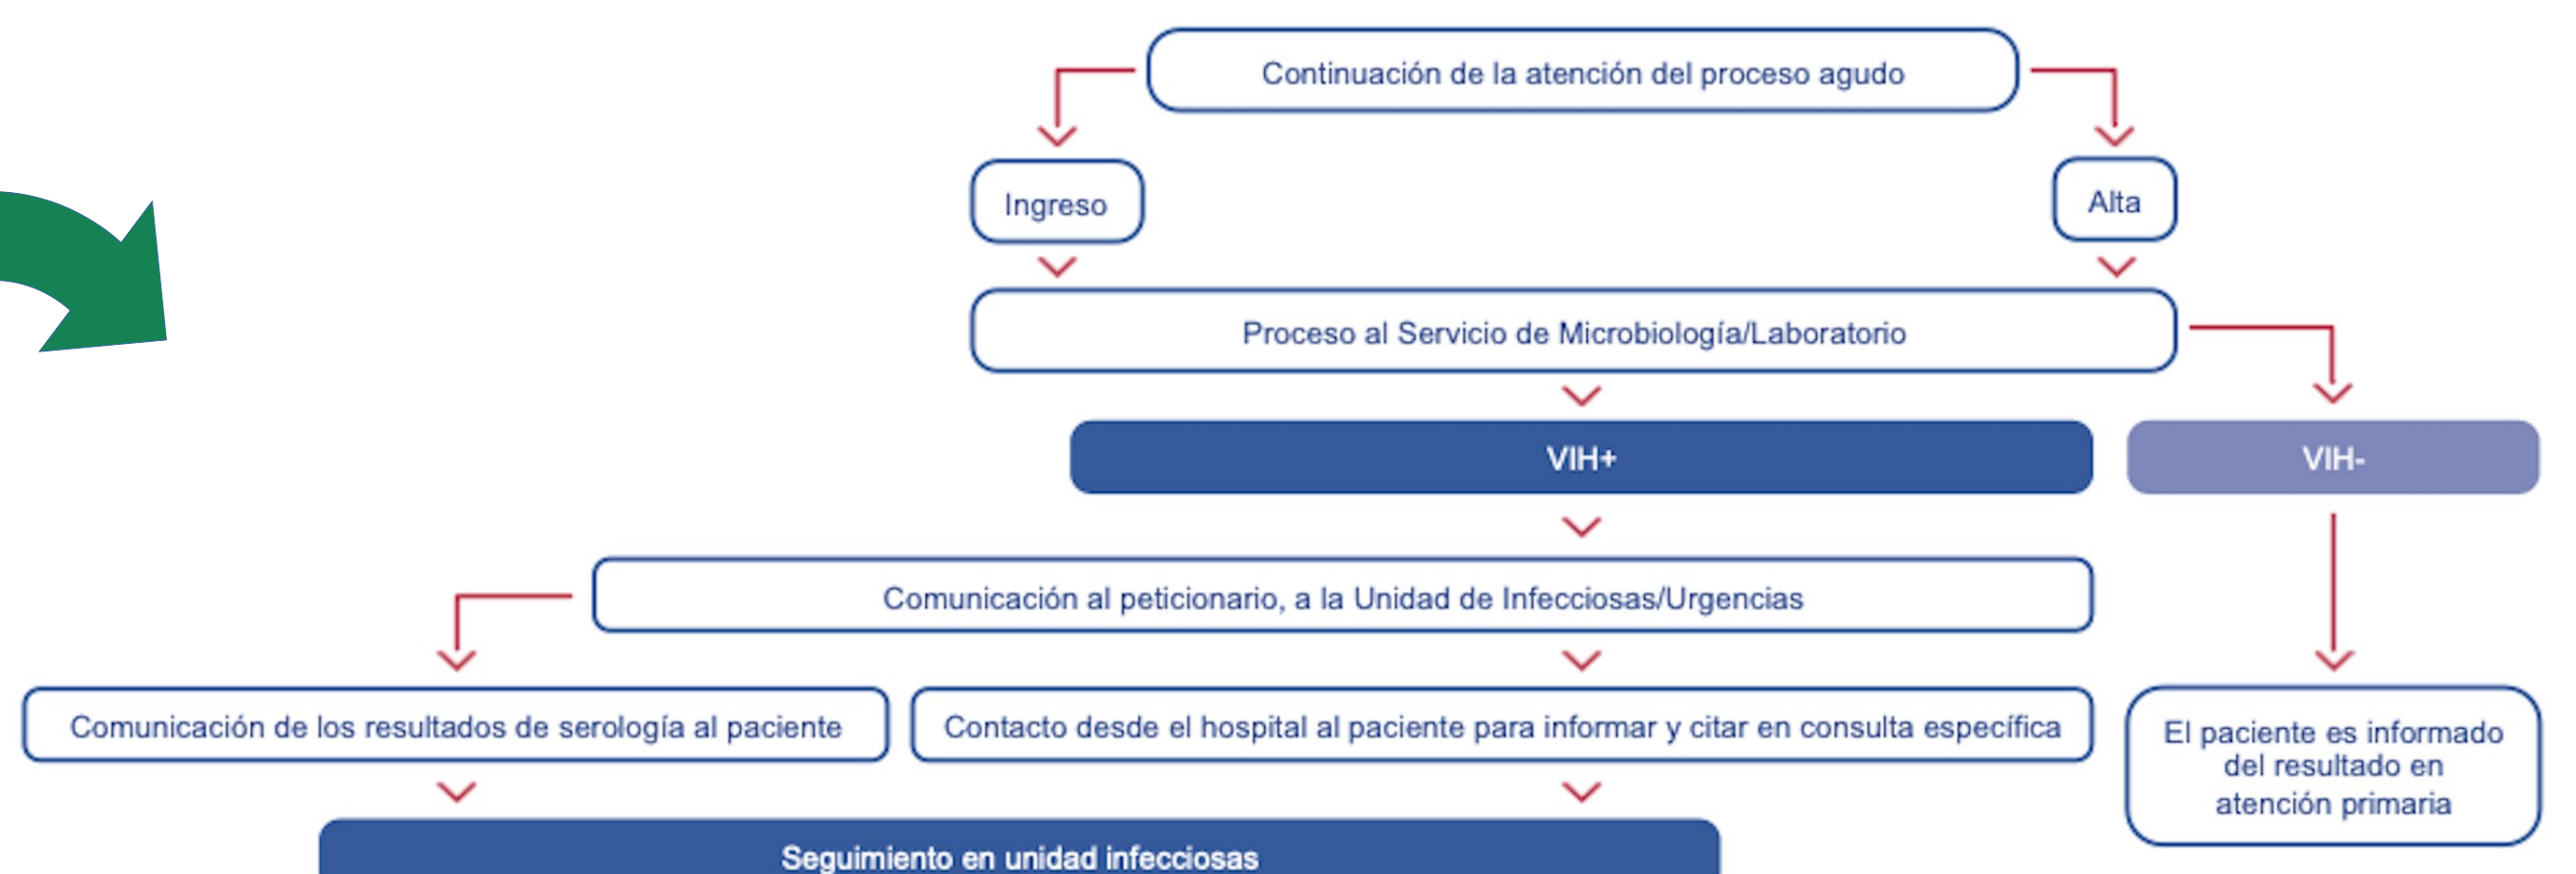 Continuación de la atención del proceso agudo
Ingreso
Alta
Proceso al Servicio de Microbiología/Laboratorio
VIH+
VIH-
Comunicación al peticionario, a la Unidad de Infecciosas/Urgencias
Comunicación de los resultados de serología al paciente
Contacto desde el hospital al paciente para informar y citar en consulta específica
El paciente es informado
del resultado en
atención primaria
Seguimiento en unidad infecciosas